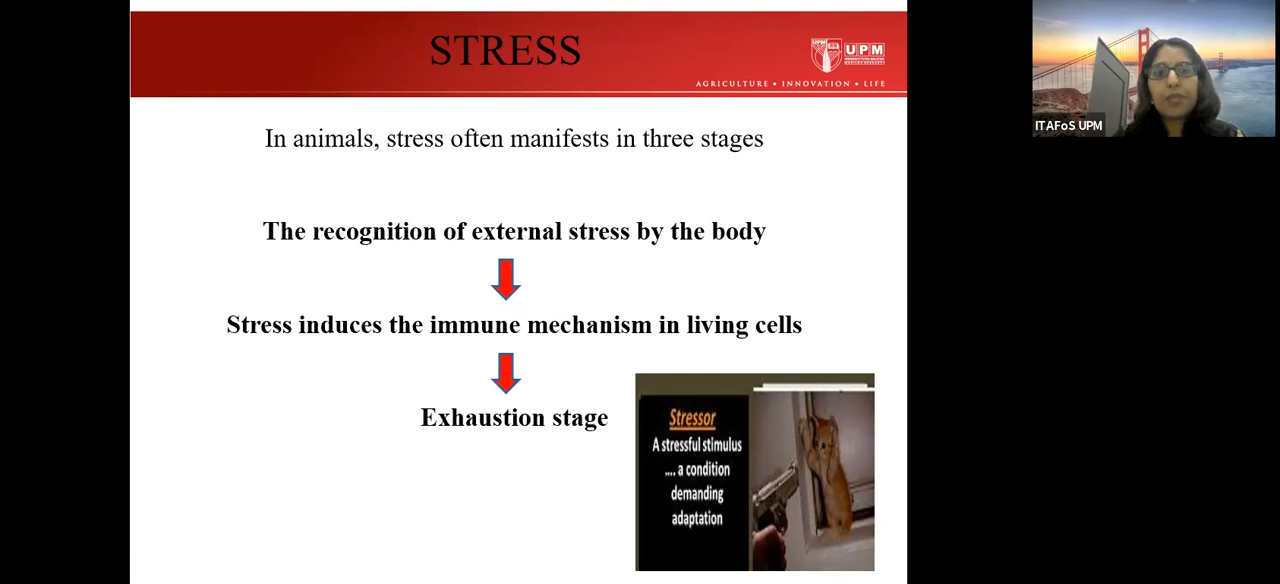 STRESS
UPM
AGRICULTURE • INNOVATION • LIFE
In animals, stress often manifests in three stages
The recognition of external stress by the body
Stress induces the immune mechanism in living cells
Exhaustion stage
Stressor
A stressful stimulus
.... a condition
demanding
adaptation
ITAFoS UPM